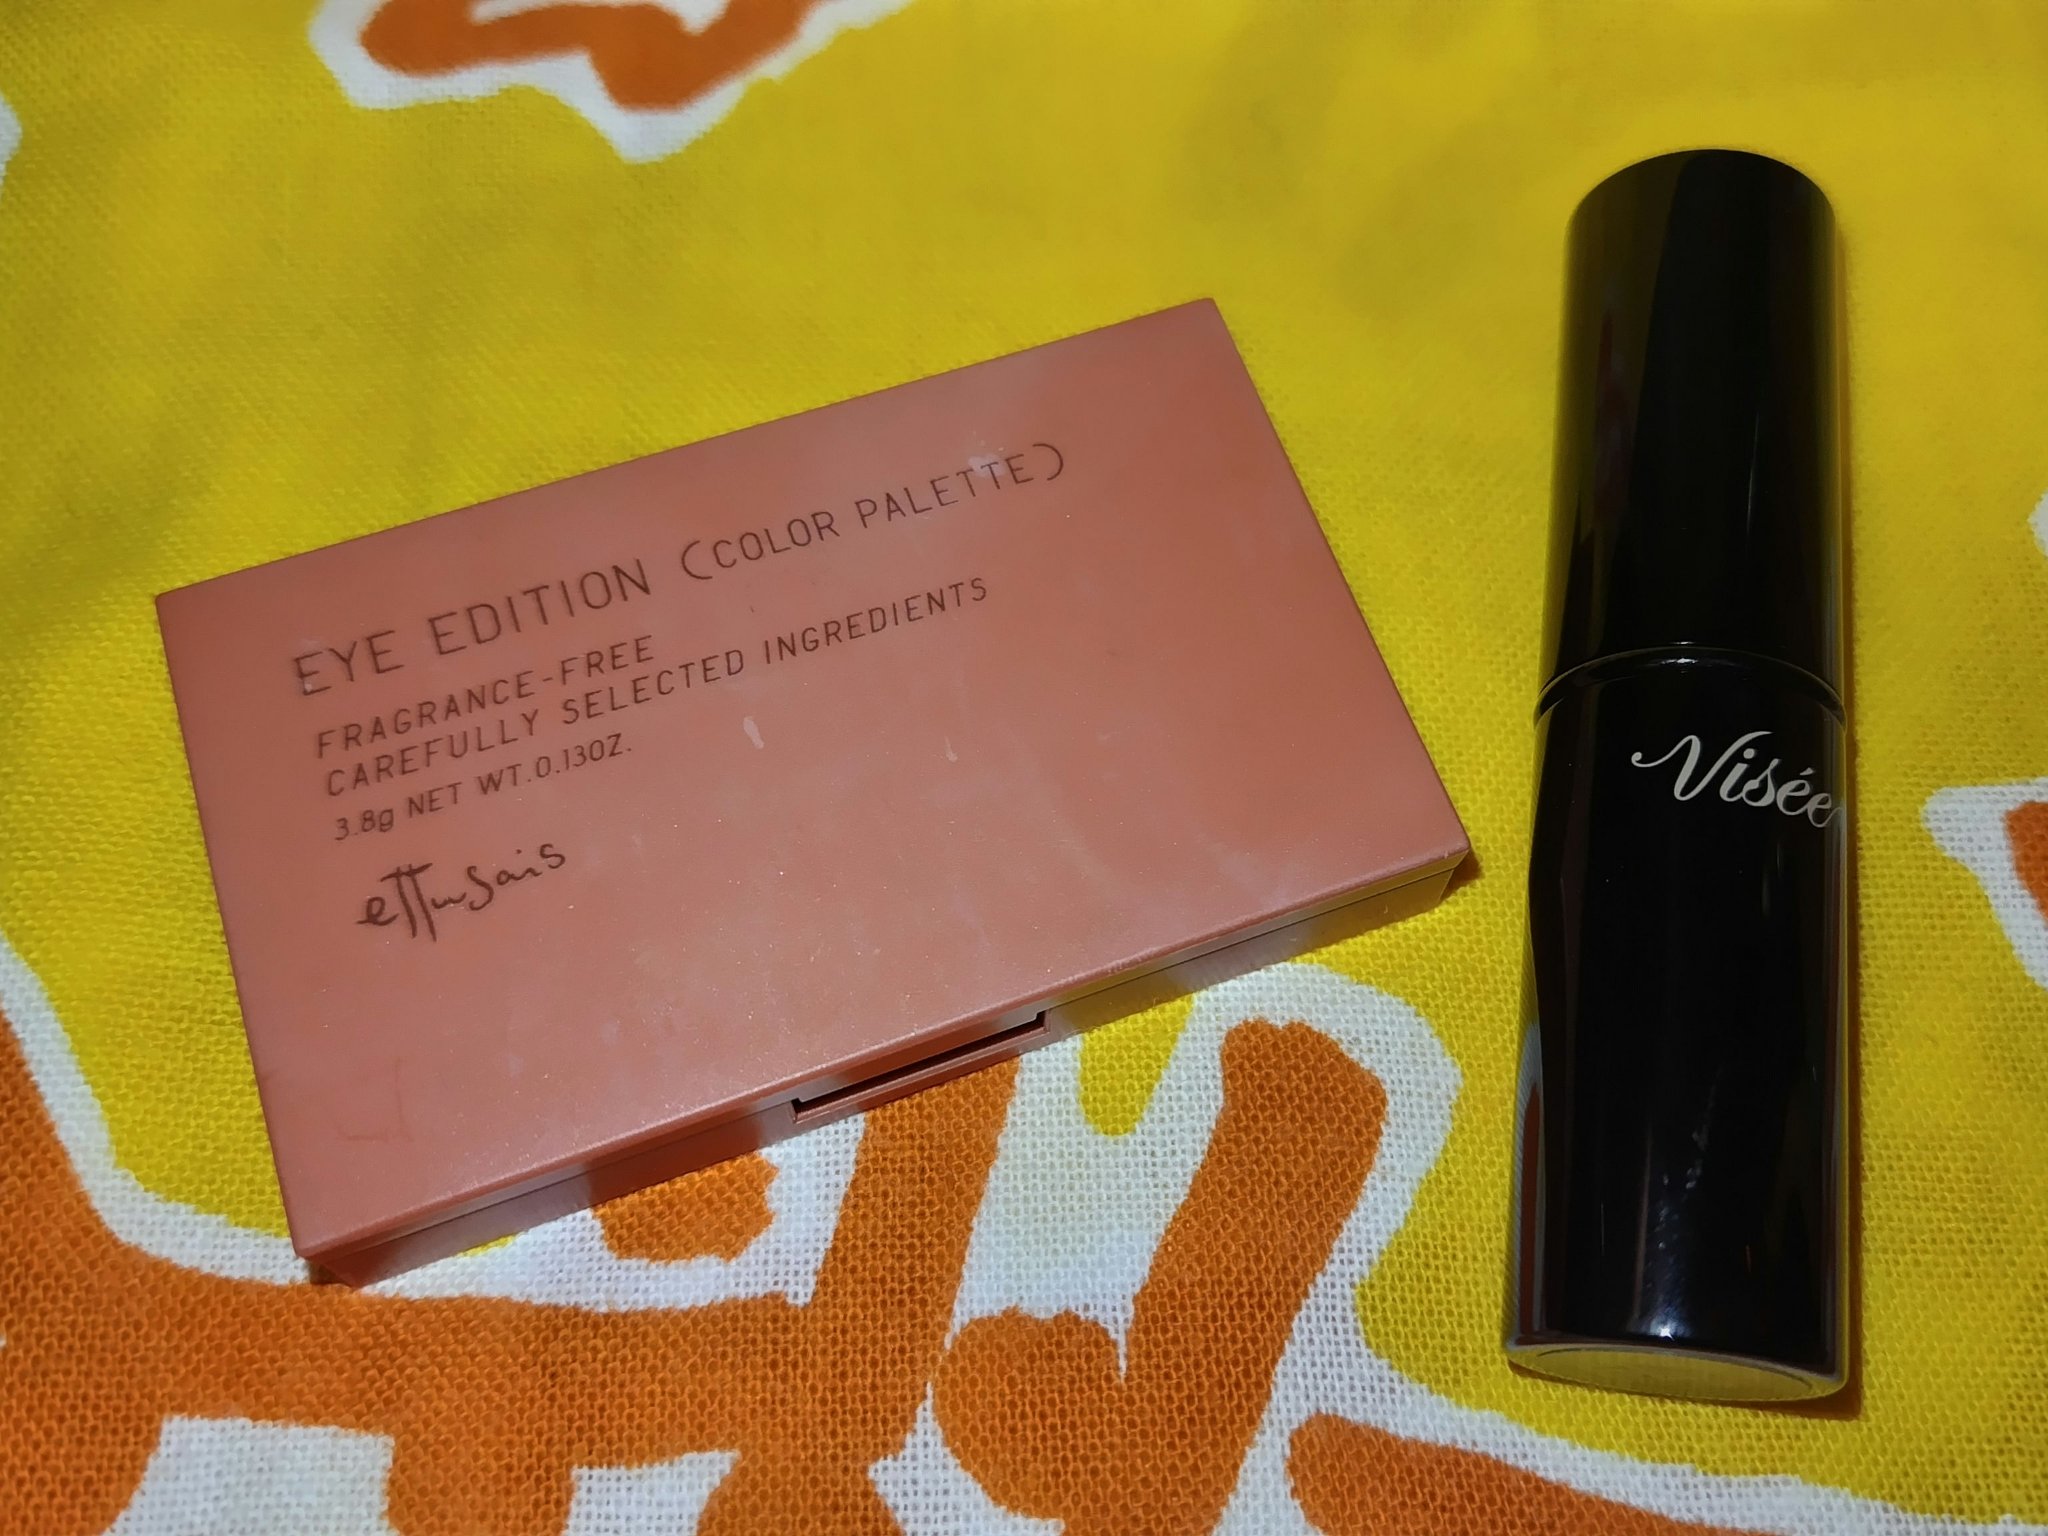 EYE EDITION (COLOR PALETTE)
FRAGRANCE-FREE
CAREFULLY SELECTED INGREDIENTS
3.8g NET WT.0.13OZ.
ettusais
Visée